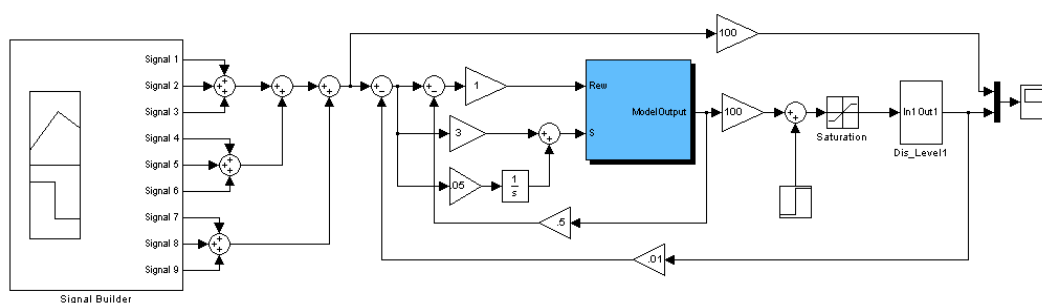 Signal 1
Signal 2
Signal 3
Signal 4
Signal 5
Signal 6
Signal 7
Signal 8
Signal 9
Signal Builder
1
3
.05
1
s
Rew
S
ModelOutput
.5
.01
100
100
Saturation
In1 Out1
Dis_Level1